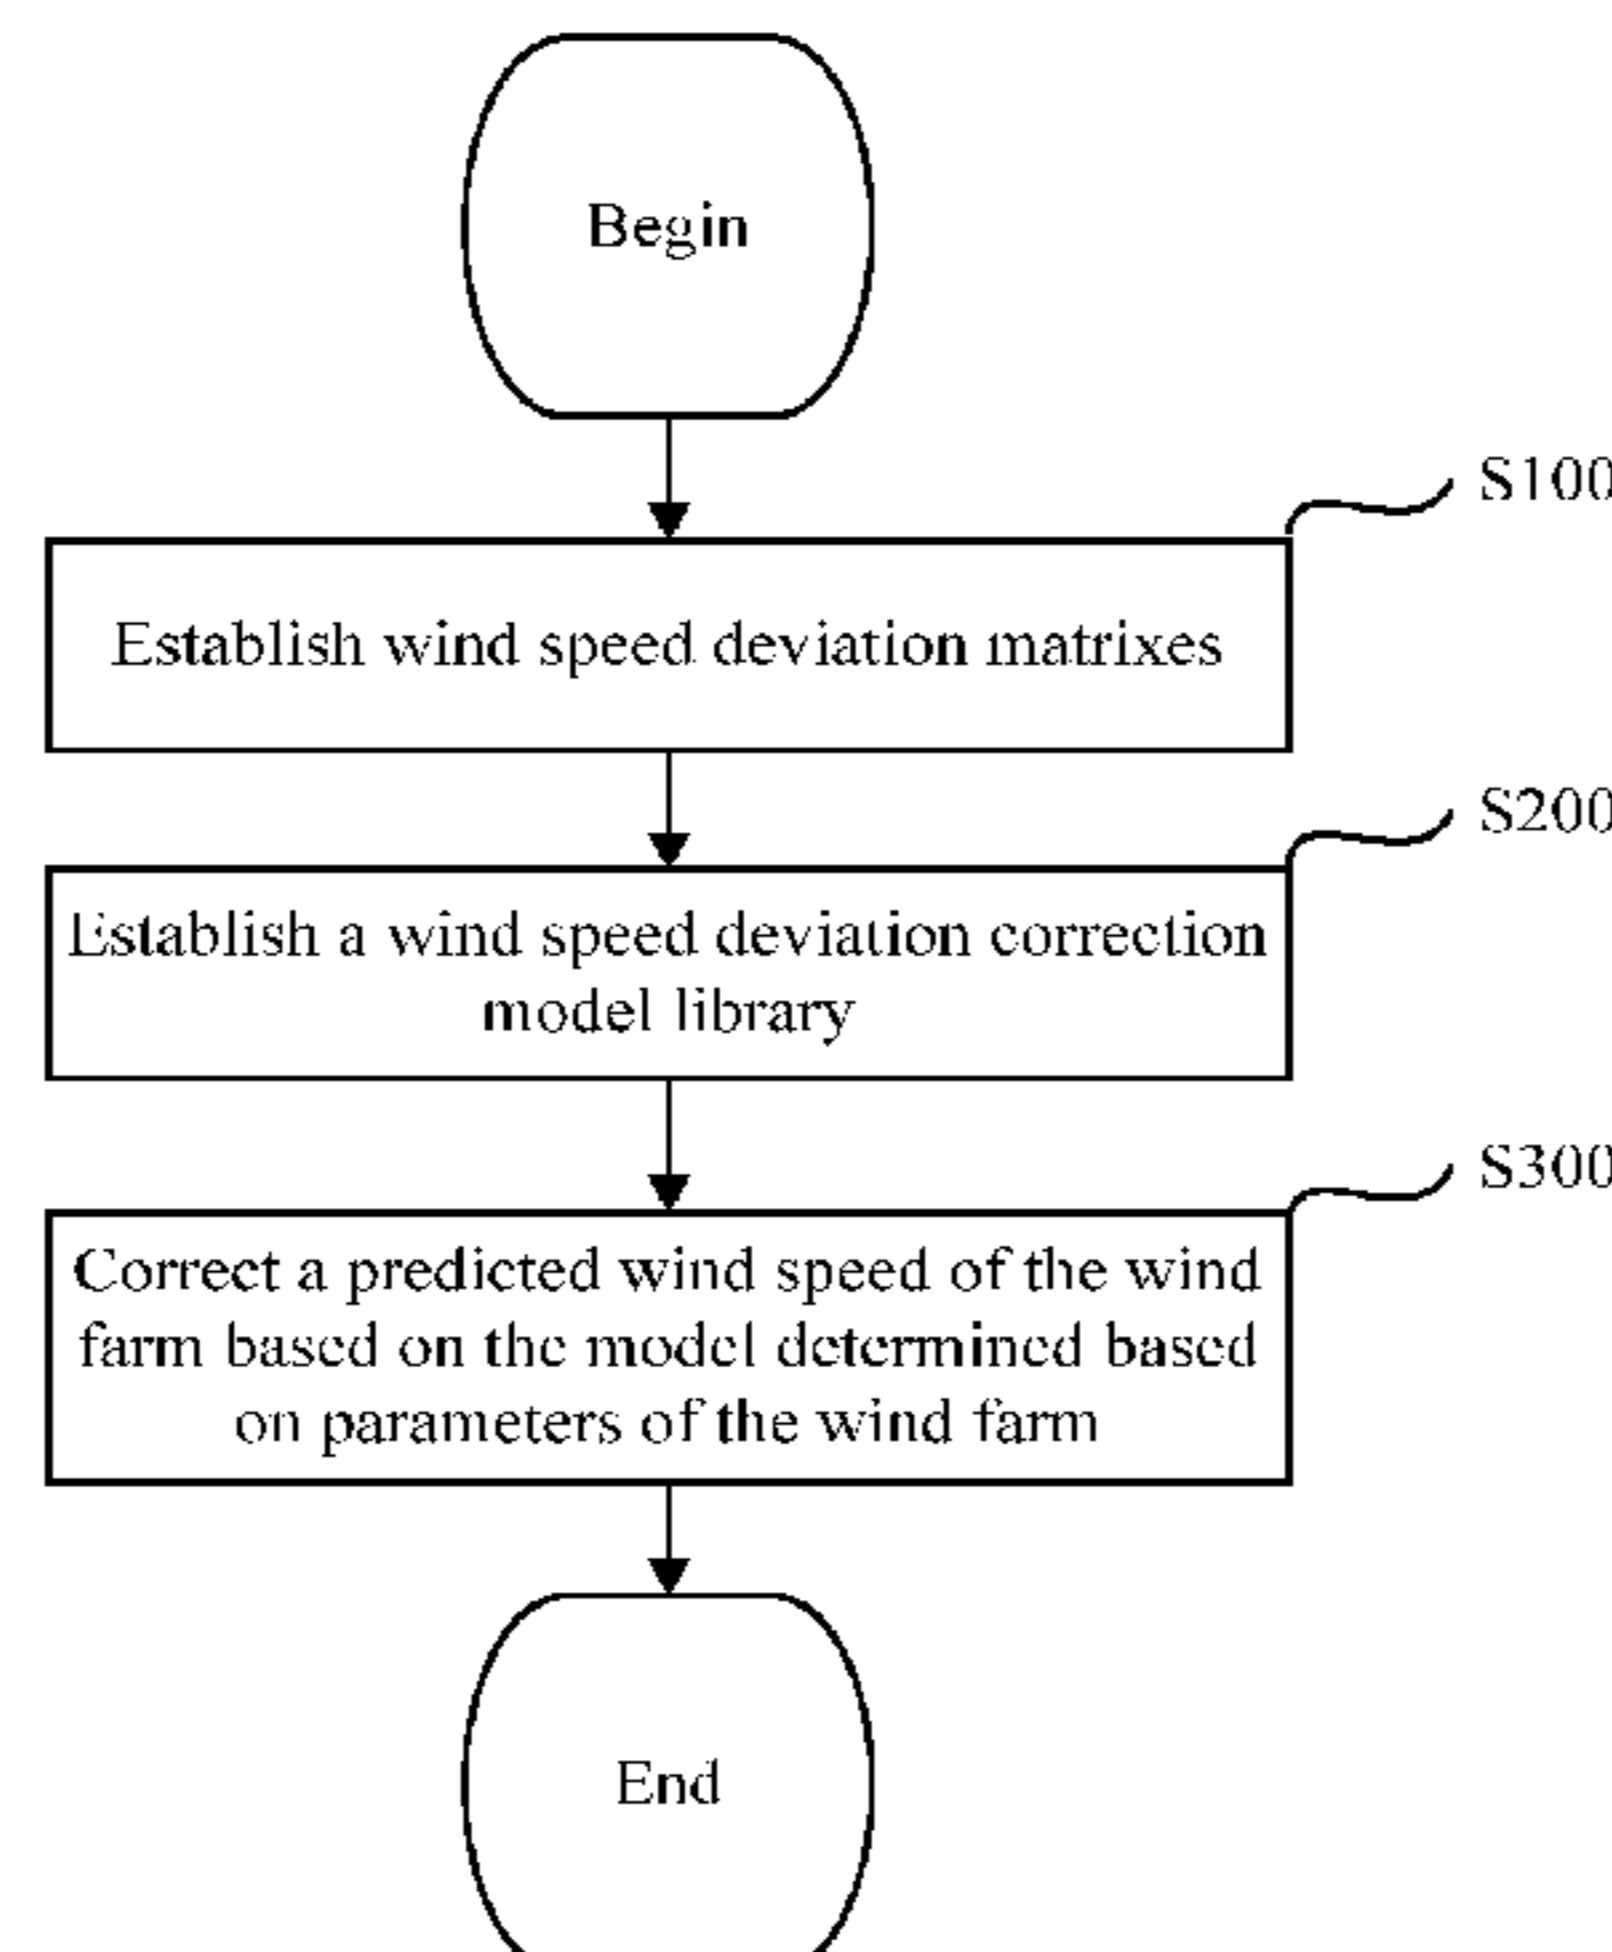 Begin
S100
Establish wind speed deviation matrixes
S200
Establish a wind speed deviation correction
model library
S300
Correct a predicted wind speed of the wind
farm based on the model determined based
on parameters of the wind farm
End